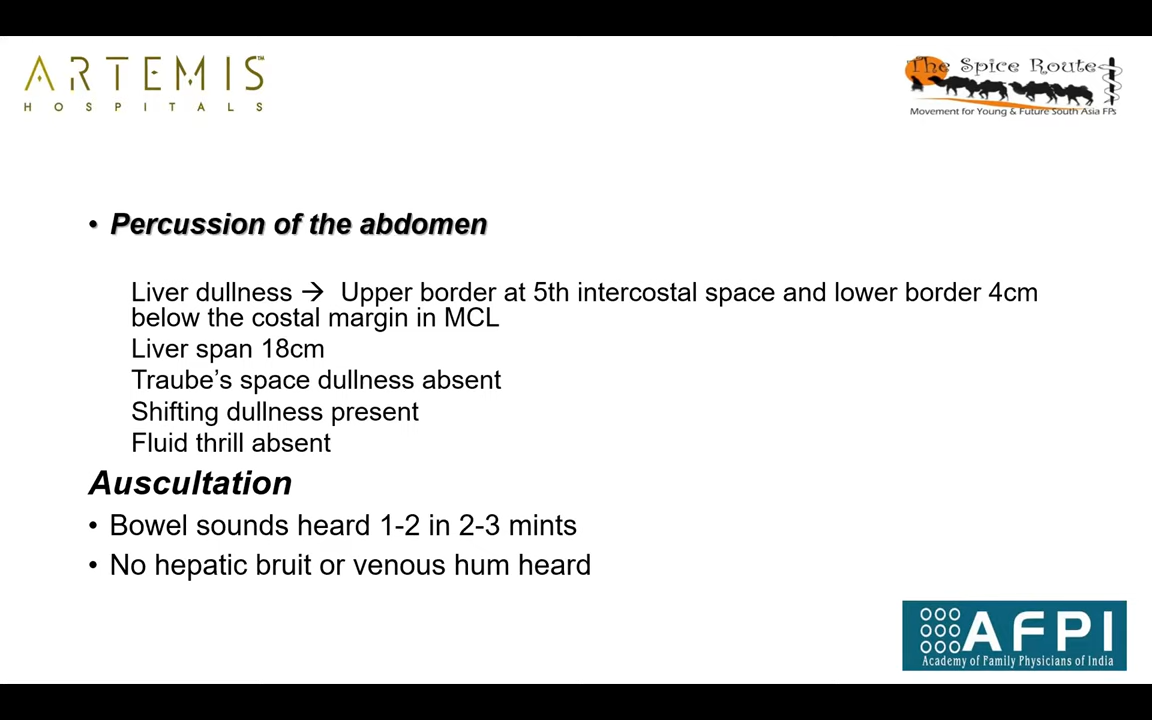 ARTEMIS™
HOSPITALS
The Spice Route
Movement for Young & Future South Asia FPs
• Percussion of the abdomen
Liver dullness → Upper border at 5th intercostal space and lower border 4cm
below the costal margin in MCL
Liver span 18cm
Traube’s space dullness absent
Shifting dullness present
Fluid thrill absent
Auscultation
• Bowel sounds heard 1-2 in 2-3 mints
• No hepatic bruit or venous hum heard
AFPI
Academy of Family Physicians of India